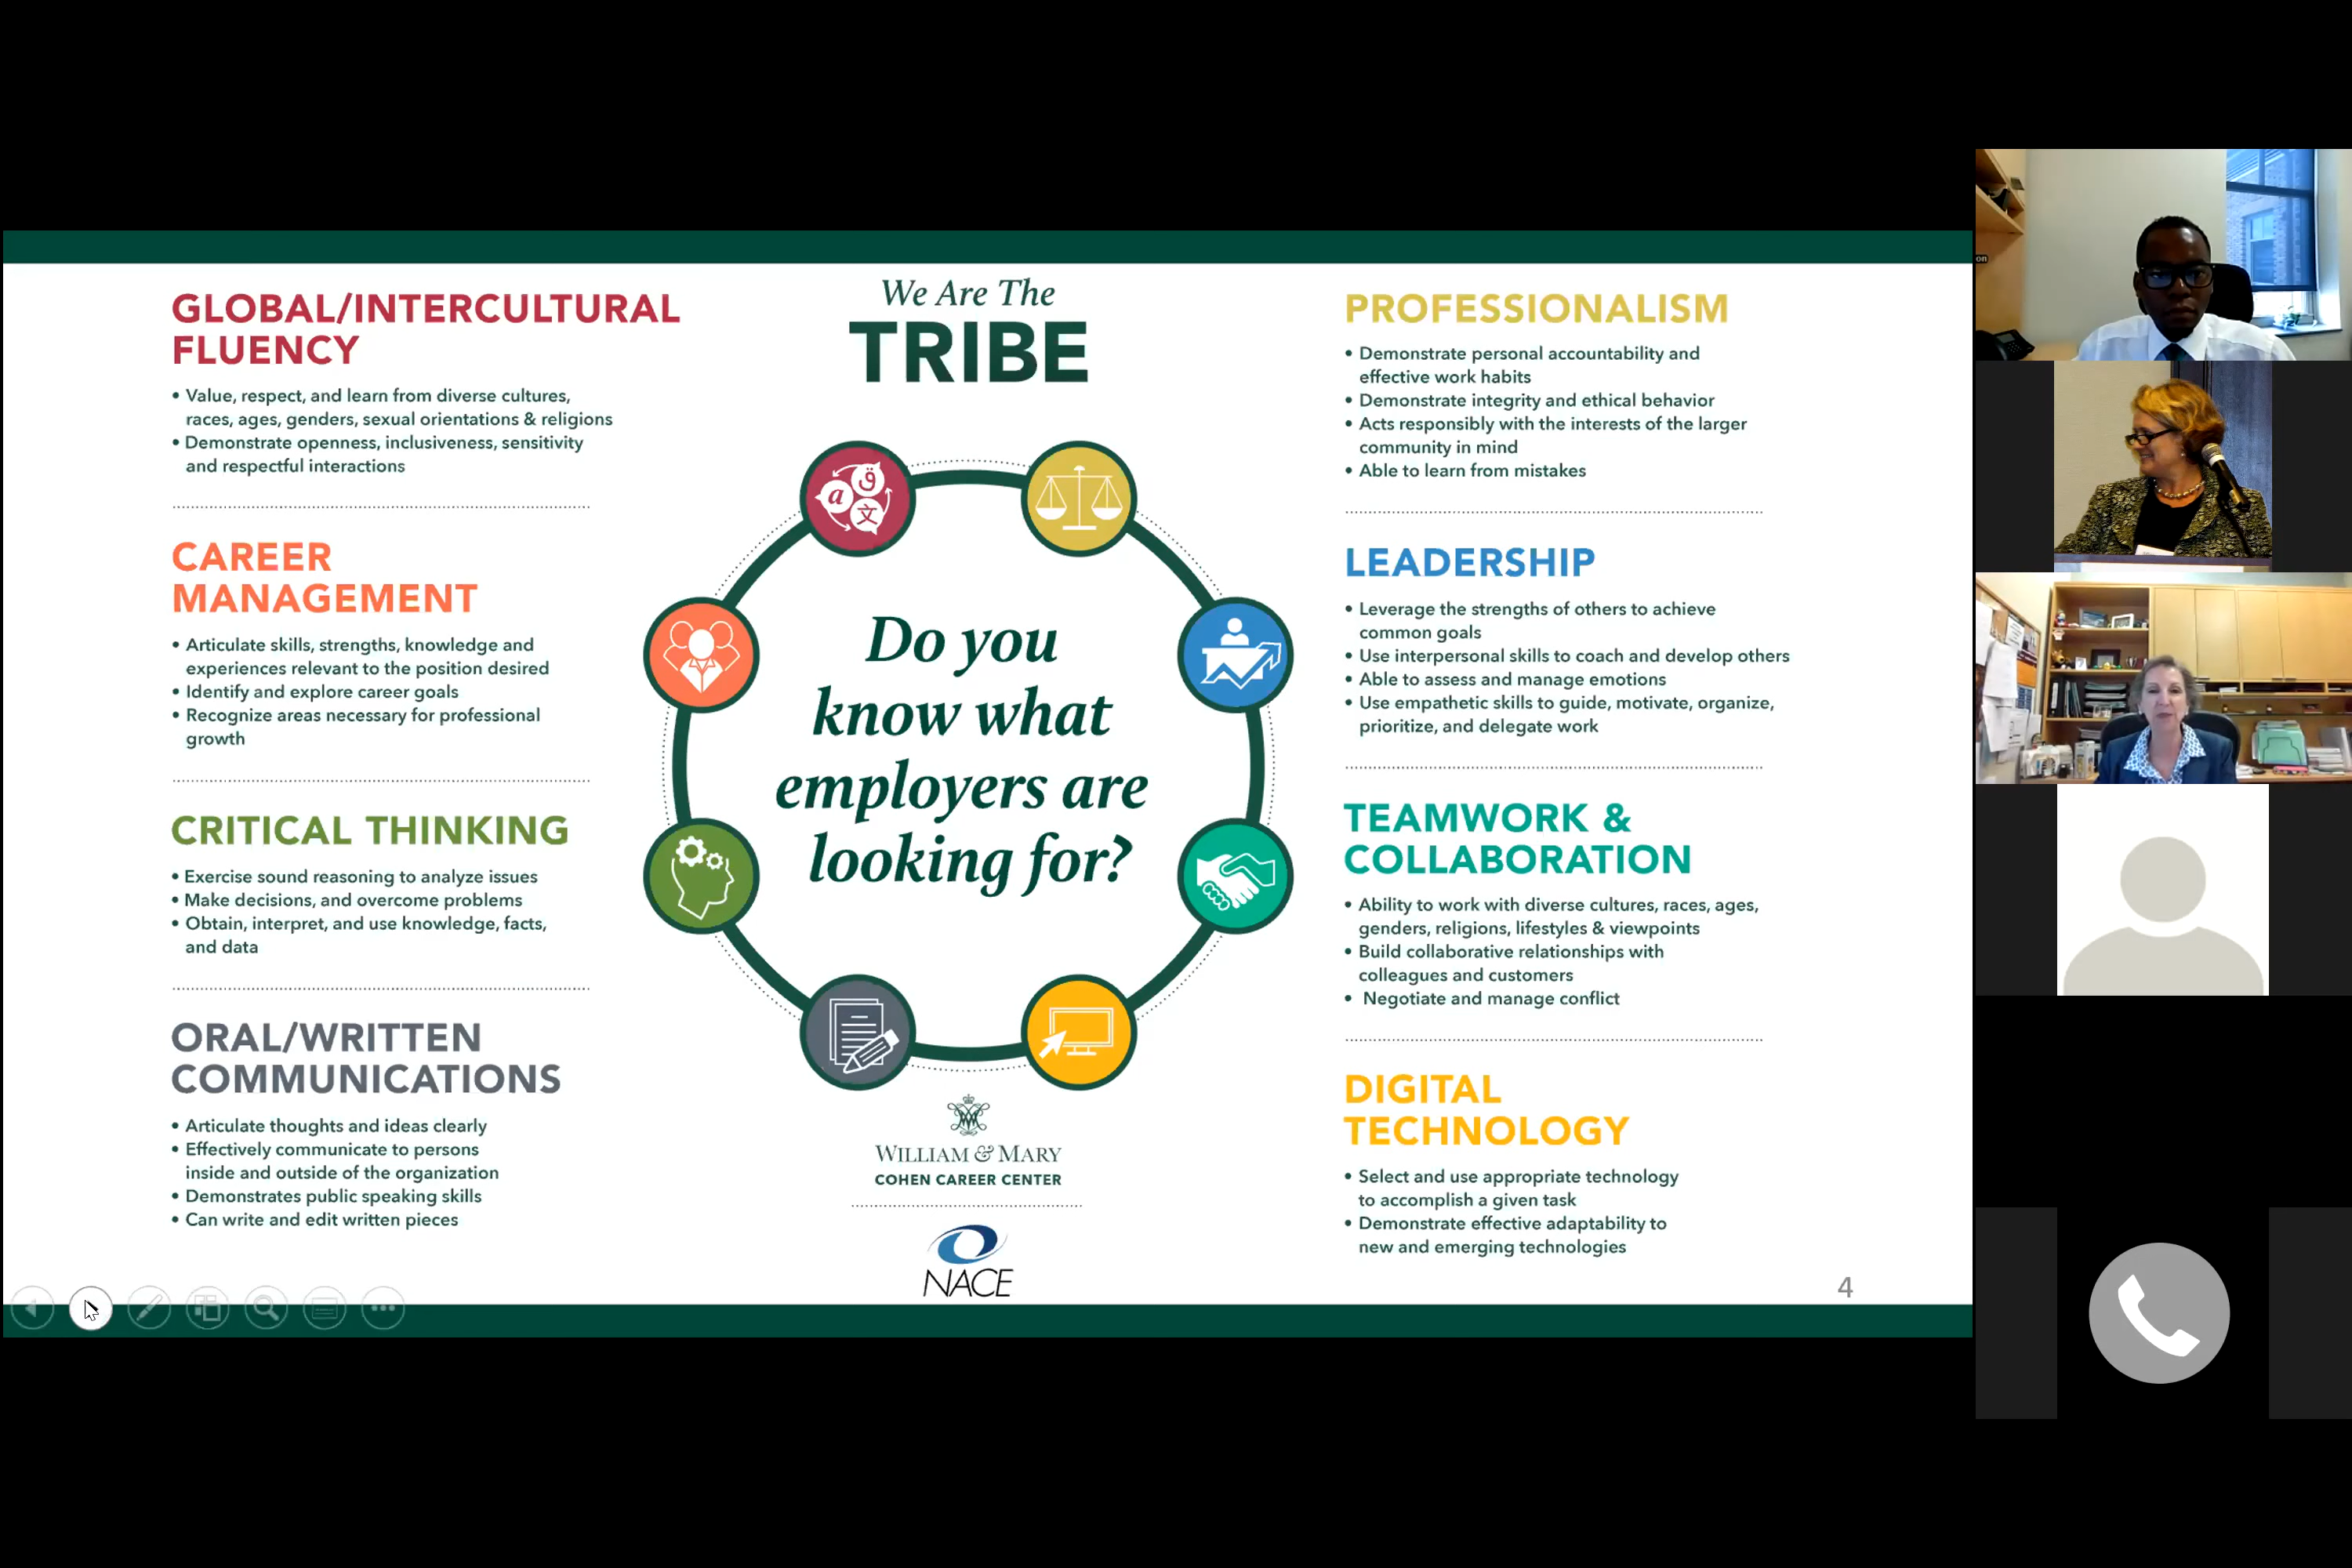 We Are The
TRIBE
GLOBAL/INTERCULTURAL
FLUENCY
• Value, respect, and learn from diverse cultures,
races, ages, genders, sexual orientations & religions
• Demonstrate openness, inclusiveness, sensitivity
and respectful interactions
CAREER
MANAGEMENT
• Articulate skills, strengths, knowledge and
experiences relevant to the position desired
• Identify and explore career goals
• Recognize areas necessary for professional
growth
CRITICAL THINKING
• Exercise sound reasoning to analyze issues
• Make decisions, and overcome problems
• Obtain, interpret, and use knowledge, facts,
and data
ORAL/WRITTEN
COMMUNICATIONS
• Articulate thoughts and ideas clearly
• Effectively communicate to persons
inside and outside of the organization
• Demonstrates public speaking skills
• Can write and edit written pieces
a
文
Do you
know what
employers are
looking for?
WILLIAM & MARY
COHEN CAREER CENTER
NACE
PROFESSIONALISM
• Demonstrate personal accountability and
effective work habits
• Demonstrate integrity and ethical behavior
• Acts responsibly with the interests of the larger
community in mind
• Able to learn from mistakes
LEADERSHIP
• Leverage the strengths of others to achieve
common goals
• Use interpersonal skills to coach and develop others
• Able to assess and manage emotions
• Use empathetic skills to guide, motivate, organize,
prioritize, and delegate work
TEAMWORK &
COLLABORATION
• Ability to work with diverse cultures, races, ages,
genders, religions, lifestyles & viewpoints
• Build collaborative relationships with
colleagues and customers
• Negotiate and manage conflict
DIGITAL
TECHNOLOGY
• Select and use appropriate technology
to accomplish a given task
• Demonstrate effective adaptability to
new and emerging technologies
4
on